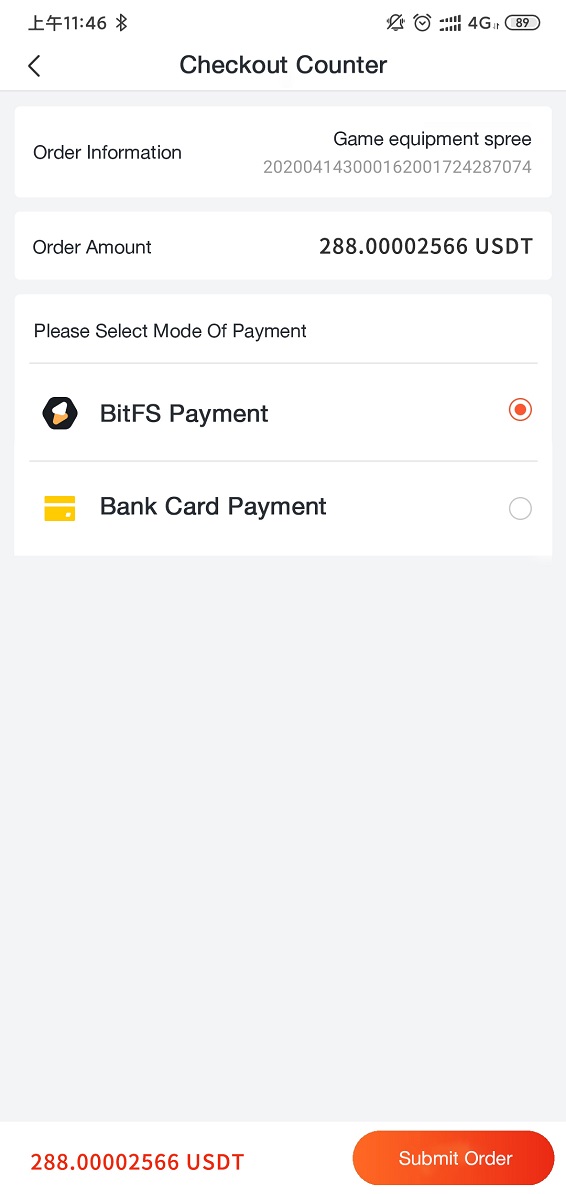 上午11:46 4G 89
Checkout Counter
Game equipment spree
Order Information
202004143000162001724287074
Order Amount 288.00002566 USDT
Please Select Mode Of Payment
BitFS Payment
Bank Card Payment
288.00002566 USDT Submit Order